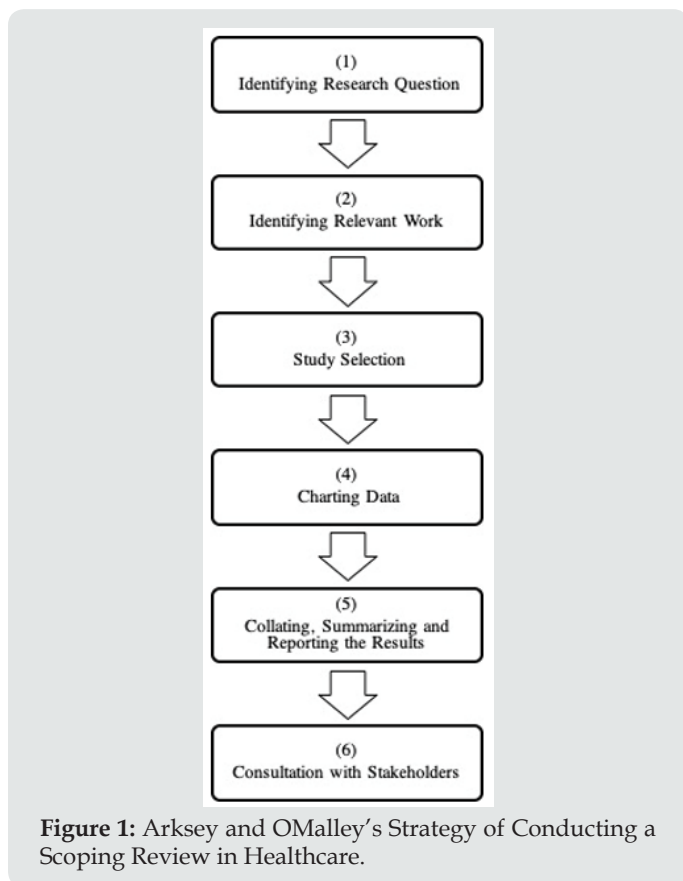 (1)
Identifying Research Question
(2)
Identifying Relevant Work
(3)
Study Selection
(4)
Charting Data
(5)
Collating, Summarizing and
Reporting the Results
(6)
Consultation with Stakeholders
Figure 1: Arksey and OMalley’s Strategy of Conducting a
Scoping Review in Healthcare.